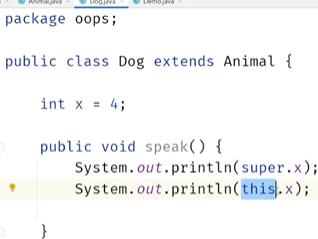 Animal.java × Dog.java × Demo.java ×
package oops;
public class Dog extends Animal {
int x = 4;
public void speak() {
System.out.println(super.x);
System.out.println(this.x);
}